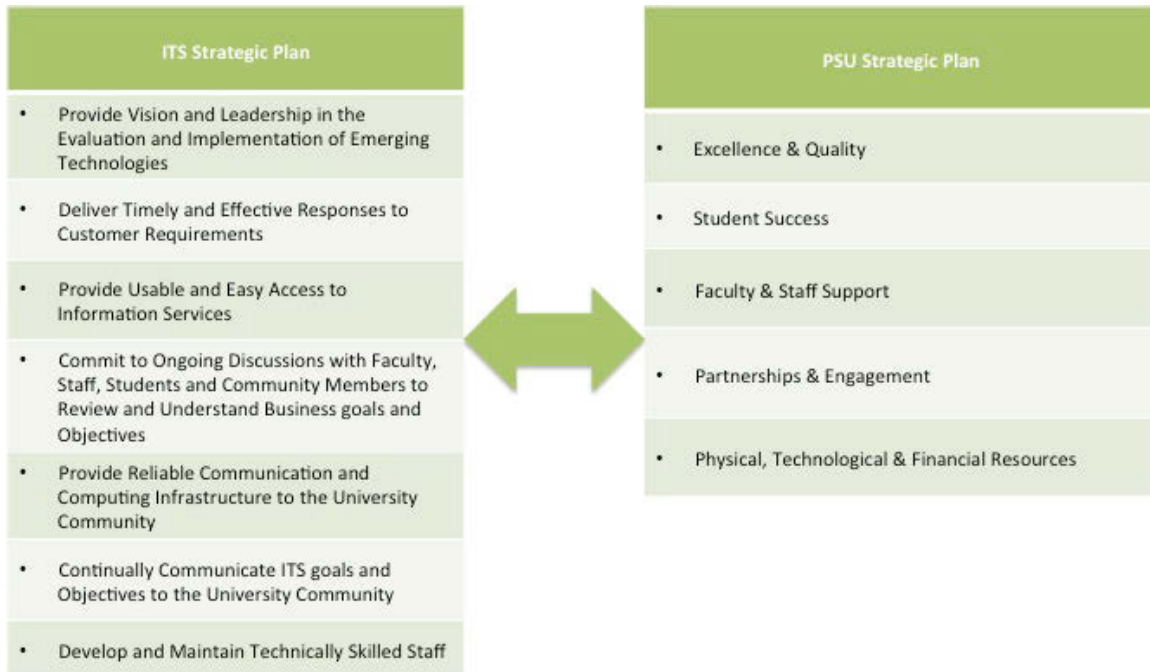 ITS Strategic Plan
• Provide Vision and Leadership in the
Evaluation and Implementation of Emerging
Technologies
• Deliver Timely and Effective Responses to
Customer Requirements
• Provide Usable and Easy Access to
Information Services
• Commit to Ongoing Discussions with Faculty,
Staff, Students and Community Members to
Review and Understand Business goals and
Objectives
• Provide Reliable Communication and
Computing Infrastructure to the University
Community
• Continually Communicate ITS goals and
Objectives to the University Community
• Develop and Maintain Technically Skilled Staff
PSU Strategic Plan
• Excellence & Quality
• Student Success
• Faculty & Staff Support
• Partnerships & Engagement
• Physical, Technological & Financial Resources